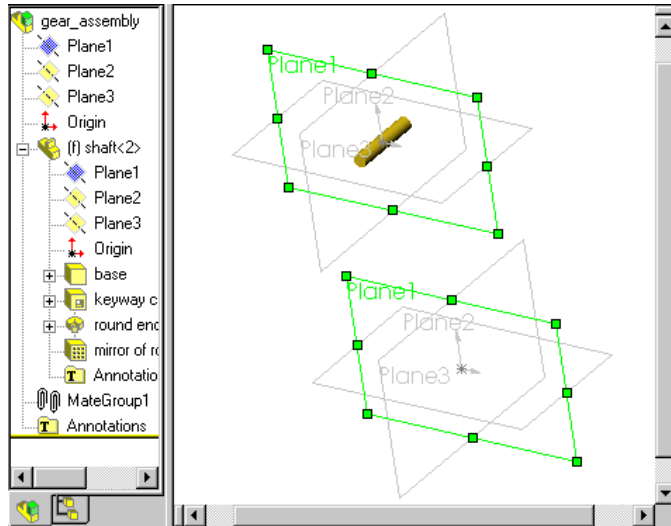 gear_assembly
Plane1
Plane2
Plane3
Origin
(f) shaft<2>
Plane1
Plane2
Plane3
Origin
base
keyway c
round end
mirror of ro
Annotatio
MateGroup1
Annotations
Plane1
Plane2
Plane3
Plane1
Plane2
Plane3